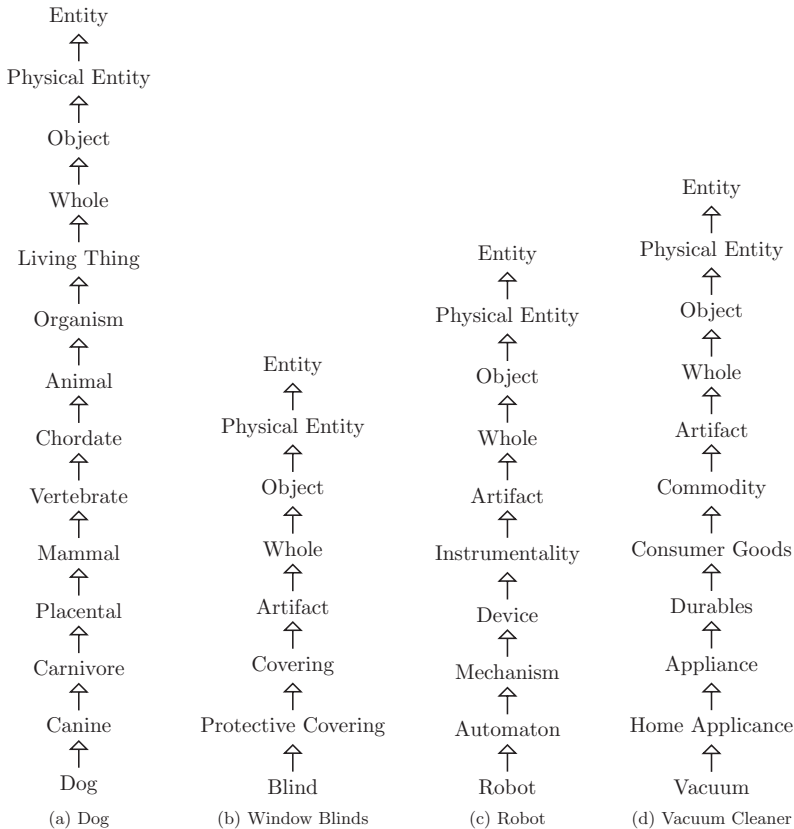 Entity
Physical Entity
Object
Whole
Living Thing
Organism
Animal
Chordate
Vertebrate
Mammal
Placental
Carnivore
Canine
Dog
(a) Dog
Entity
Physical Entity
Object
Whole
Artifact
Covering
Protective Covering
Blind
(b) Window Blinds
Entity
Physical Entity
Object
Whole
Artifact
Instrumentality
Device
Mechanism
Automaton
Robot
(c) Robot
Entity
Physical Entity
Object
Whole
Artifact
Commodity
Consumer Goods
Durables
Appliance
Home Applicance
Vacuum
(d) Vacuum Cleaner